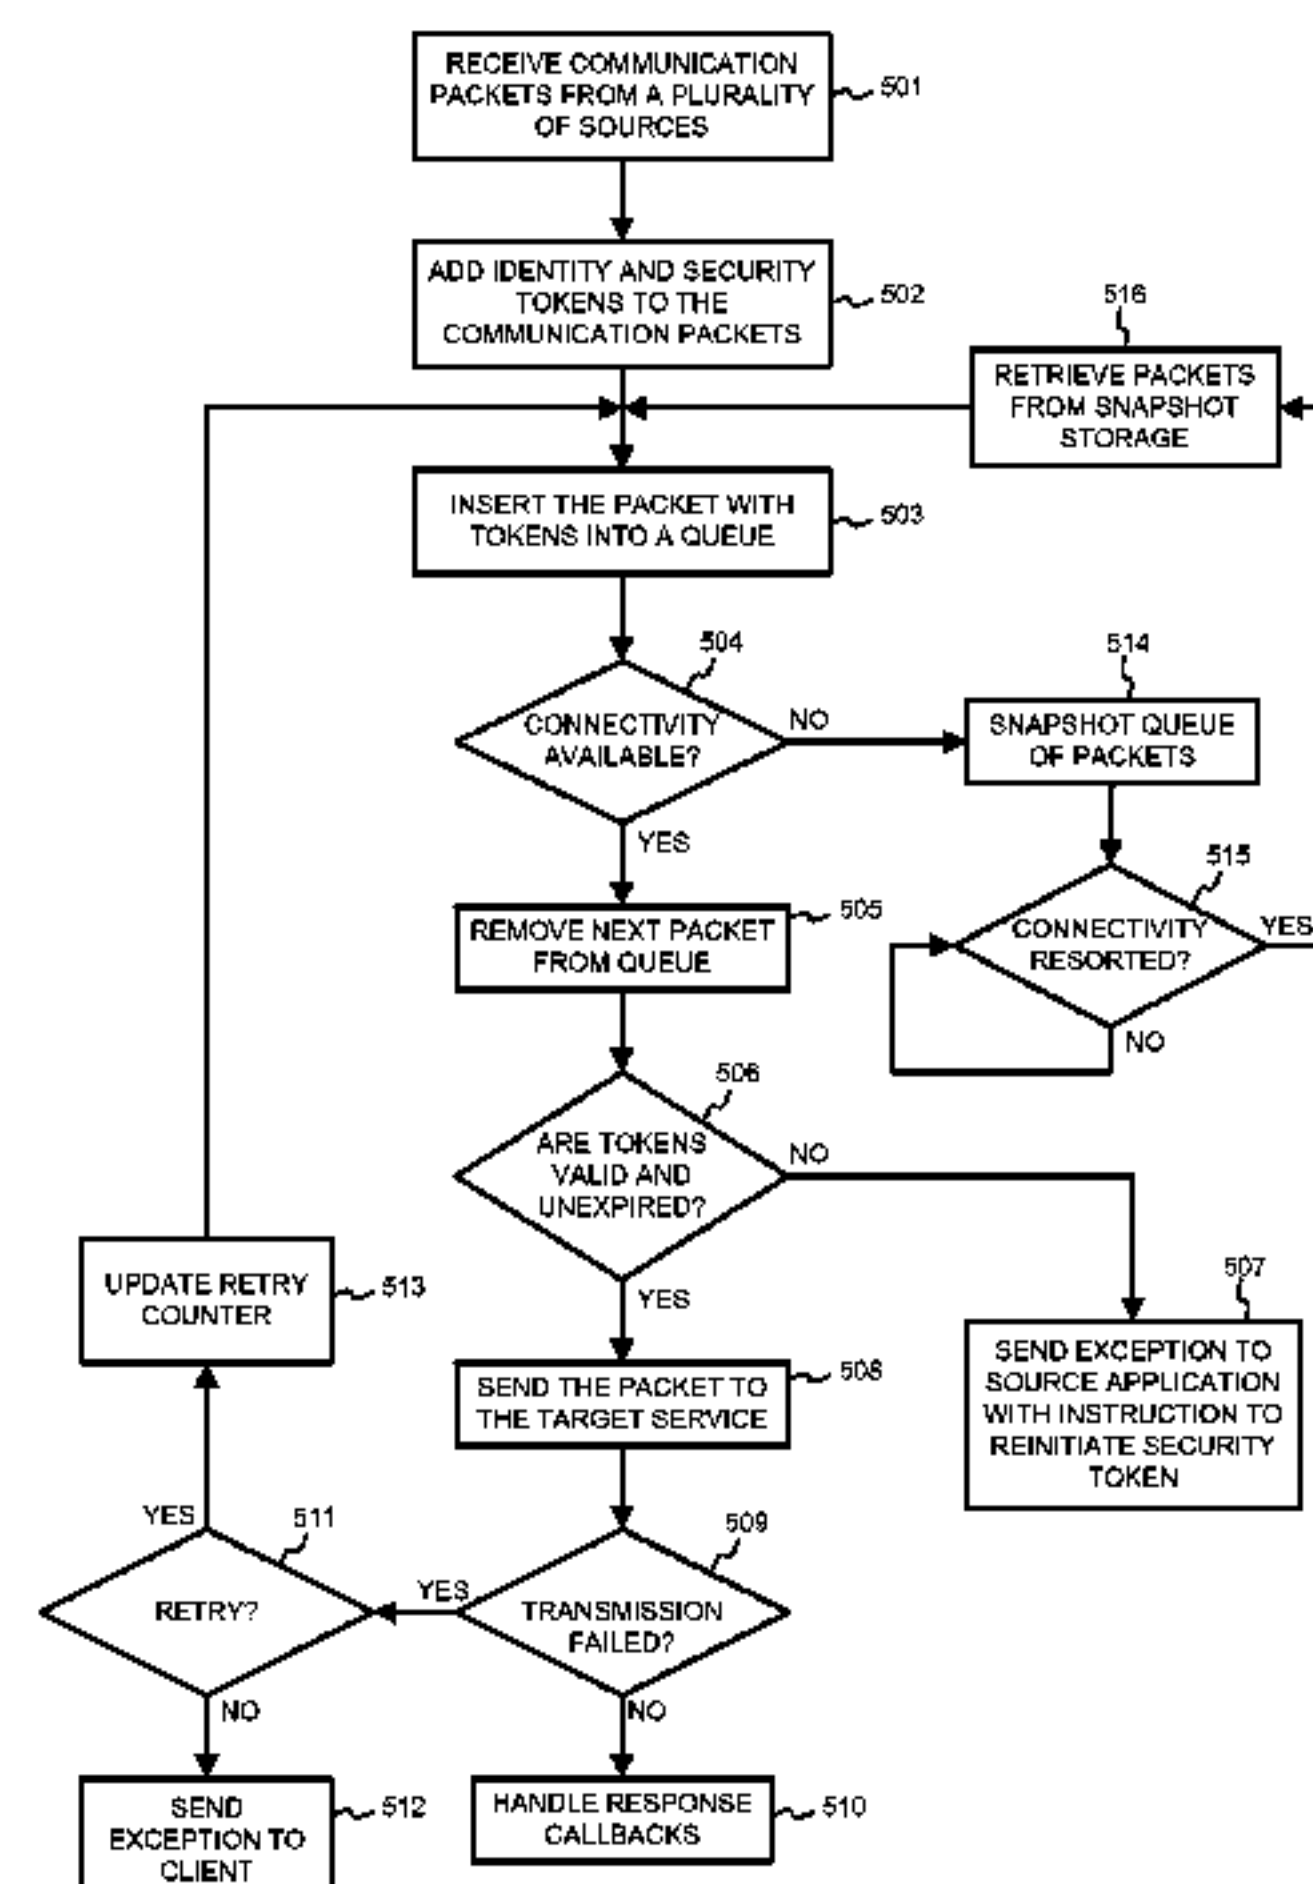 RECEIVE COMMUNICATION
PACKETS FROM A PLURALITY
OF SOURCES
501
ADD IDENTITY AND SECURITY
TOKENS TO THE
COMMUNICATION PACKETS
502
516
RETRIEVE PACKETS
FROM SNAPSHOT
STORAGE
INSERT THE PACKET WITH
TOKENS INTO A QUEUE
503
504
CONNECTIVITY
AVAILABLE?
NO
YES
514
SNAPSHOT QUEUE
OF PACKETS
515
CONNECTIVITY
RESORTED?
YES
NO
REMOVE NEXT PACKET
FROM QUEUE
505
506
ARE TOKENS
VALID AND
UNEXPIRED?
NO
YES
507
SEND EXCEPTION TO
SOURCE APPLICATION
WITH INSTRUCTION TO
REINITIATE SECURITY
TOKEN
UPDATE RETRY
COUNTER
513
SEND THE PACKET TO
THE TARGET SERVICE
508
509
TRANSMISSION
FAILED?
YES
NO
511
RETRY?
YES
NO
SEND
EXCEPTION TO
CLIENT
512
HANDLE RESPONSE
CALLBACKS
510